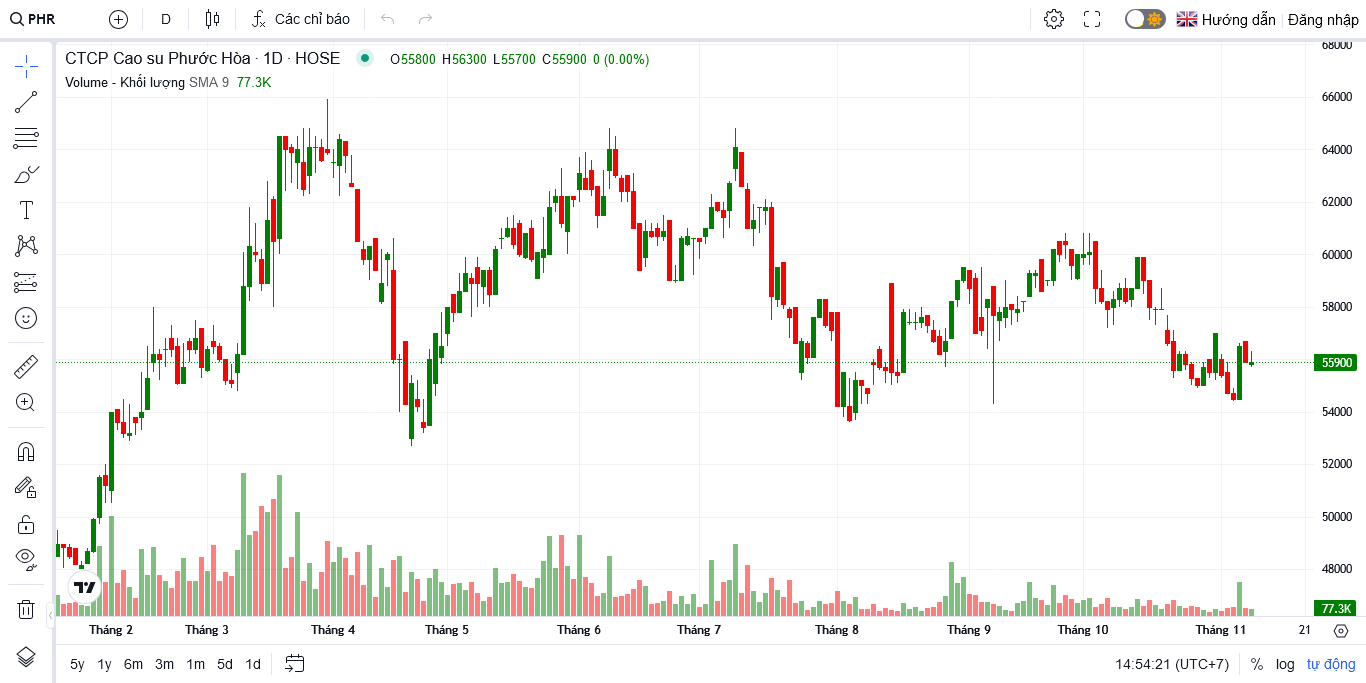 PHR
D
Các chỉ báo
Hướng dẫn
Đăng nhập
CTCP Cao su Phước Hòa · 1D · HOSE
O55800 H56300 L55700 C55900 0 (0.00%)
Volume - Khối lượng SMA 9 77.3K
68000
66000
64000
62000
60000
58000
55900
54000
52000
50000
48000
77.3K
Tháng 2
Tháng 3
Tháng 4
Tháng 5
Tháng 6
Tháng 7
Tháng 8
Tháng 9
Tháng 10
Tháng 11
21
5y 1y 6m 3m 1m 5d 1d
14:54:21 (UTC+7)
%
log
tự động